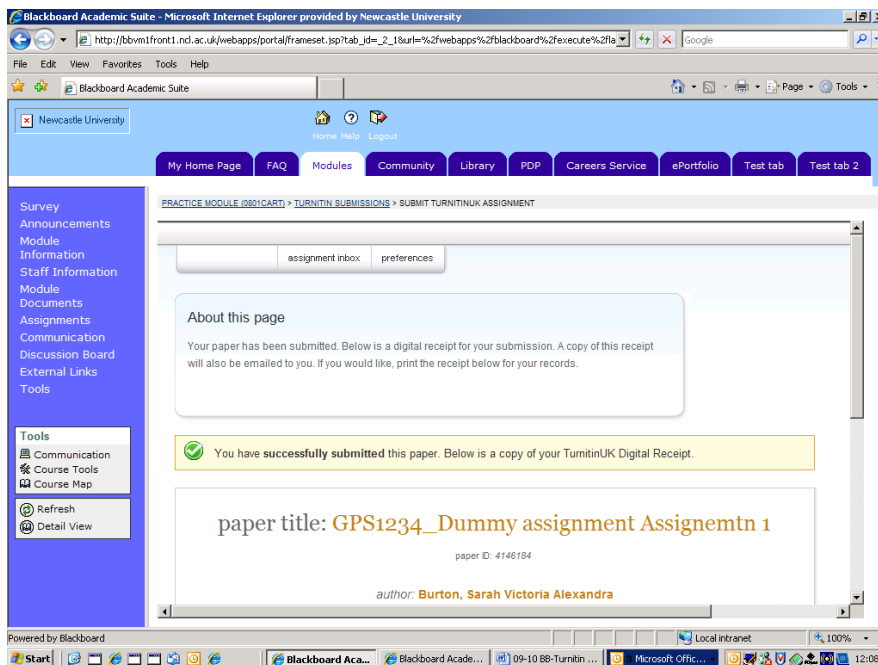 Blackboard Academic Suite - Microsoft Internet Explorer provided by Newcastle University
http://bbvm1front1.ncl.ac.uk/webapps/portal/frameset.jsp?tab_id=_2_1&url=%2fwebapps%2fblackboard%2fexecute%2fla
Google
File Edit View Favorites Tools Help
Blackboard Academic Suite
Page Tools
Newcastle University
Home Help Logout
My Home Page FAQ Modules Community Library PDP Careers Service ePortfolio Test tab Test tab 2
PRACTICE MODULE (0801CART) > TURNITIN SUBMISSIONS > SUBMIT TURNITINUK ASSIGNMENT
Survey
Announcements
Module
Information
Staff Information
Module
Documents
Assignments
Communication
Discussion Board
External Links
Tools
Tools
Communication
Course Tools
Course Map
Refresh
Detail View
assignment inbox preferences
About this page
Your paper has been submitted. Below is a digital receipt for your submission. A copy of this receipt
will also be emailed to you. If you would like, print the receipt below for your records.
You have successfully submitted this paper. Below is a copy of your TurnitinUK Digital Receipt.
paper title: GPS1234_Dummy assignment Assignemtn 1
paper ID: 4146184
author: Burton, Sarah Victoria Alexandra
Powered by Blackboard
Local intranet
100%
Start
Blackboard Aca...
Blackboard Acade...
09-10 BB-Turnitin ...
3 Microsoft Offic...
12:08